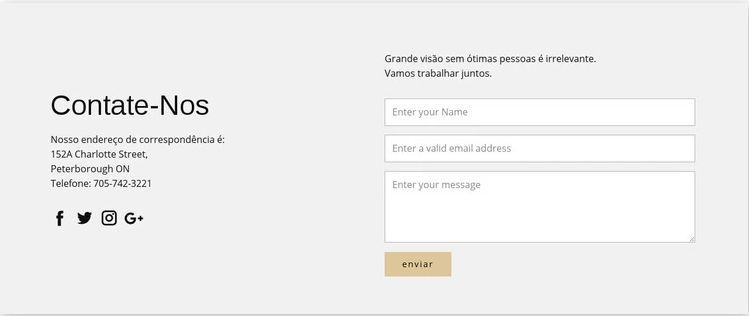 Contate-Nos
Nosso endereço de correspondência é:
152A Charlotte Street,
Peterborough ON
Telefone: 705-742-3221
G+
Grande visão sem ótimas pessoas é irrelevante.
Vamos trabalhar juntos.
Enter your Name
Enter a valid email address
Enter your message
enviar